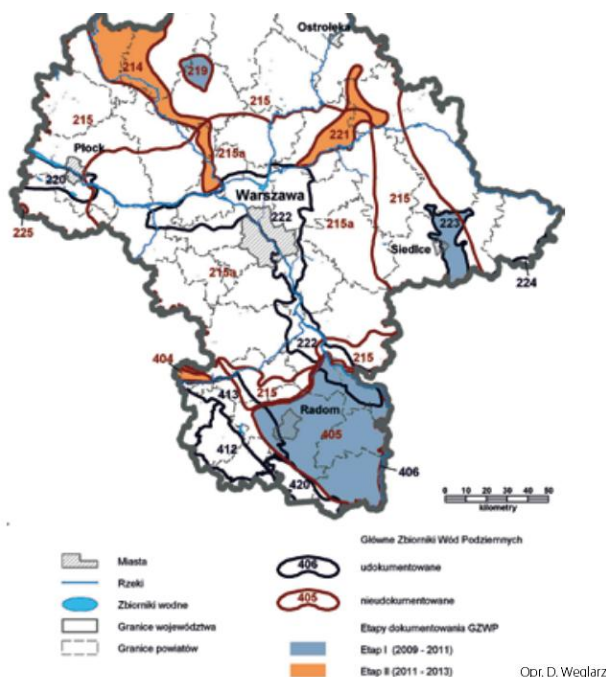 Ostrołęka
214
219
215
215
221
Płock
215a
220
Warszawa
222
215
223
225
215a
Siedlce
224
215a
222
404
215
413
215
Radom
405
412
406
420
0 10 20 30 40 50
kilometry
Główne Zbiorniki Wód Podziemnych
Miasta
406 udokumentowane
Rzeki
Zbiorniki wodne
405 nieudokumentowane
Granice województwa
Etapy dokumentowania GZWP
Granice powiatów
Etap I (2009 - 2011)
Etap II (2011 - 2013)
Opr. D. Węglarz